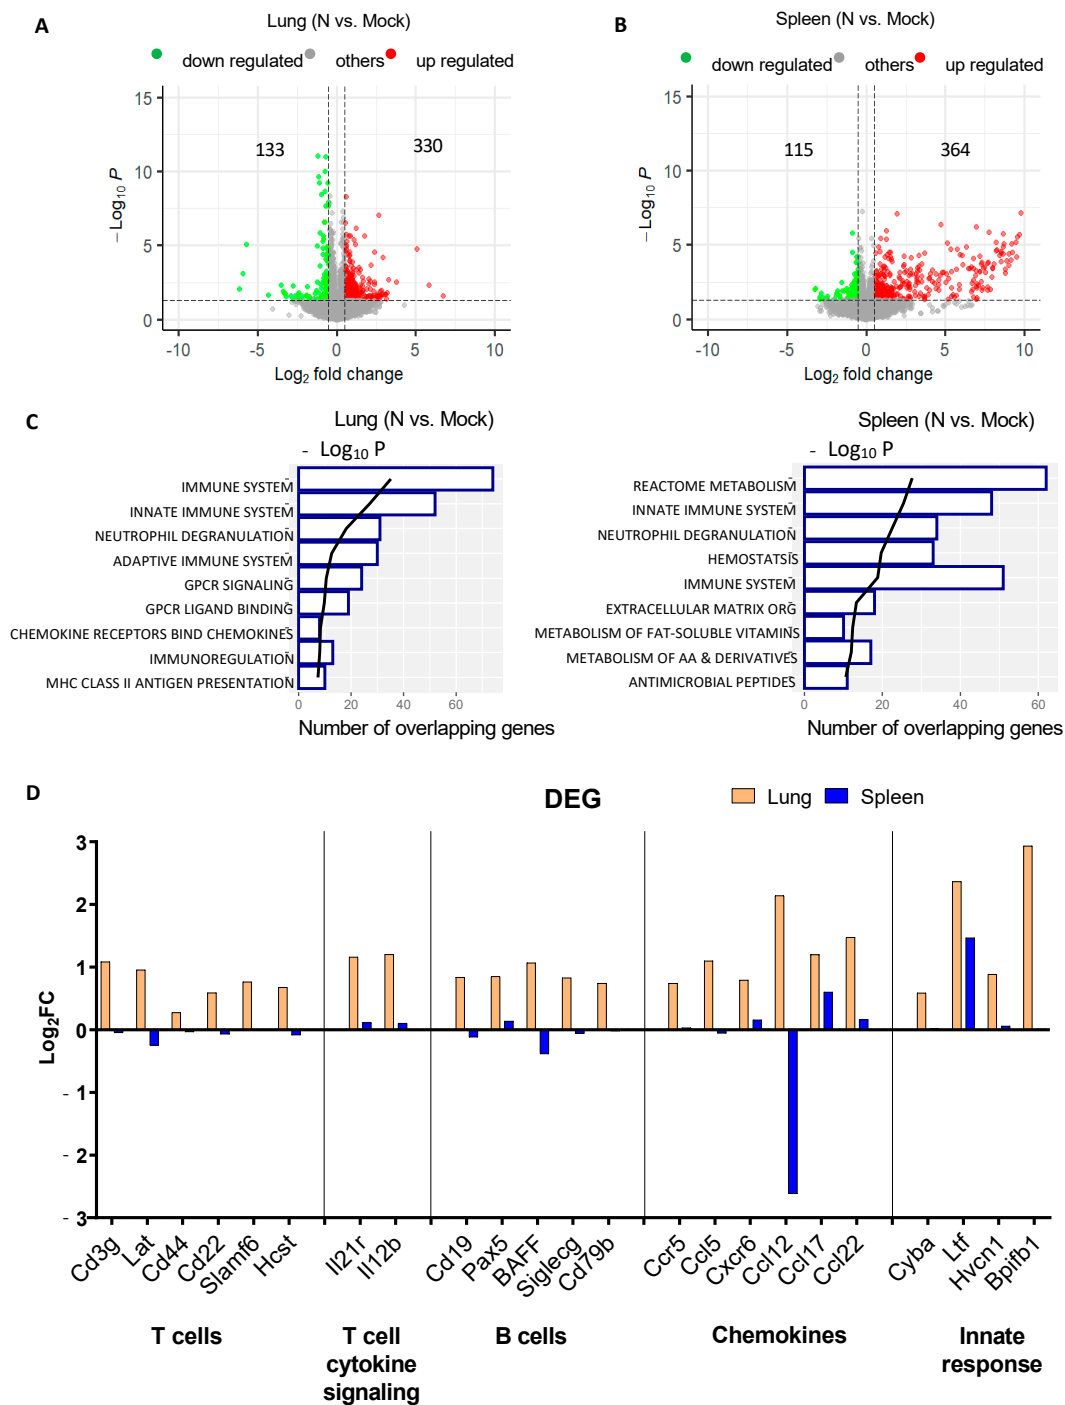 A
Lung (N vs. Mock)
down regulated
others
up regulated
15
10
5
0
133
330
-10
-5
0
5
10
− Log10 P
Log2 fold change
B
Spleen (N vs. Mock)
down regulated
others
up regulated
15
10
5
0
115
364
-10
-5
0
5
10
− Log10 P
Log2 fold change
C
Lung (N vs. Mock)
- Log10 P
IMMUNE SYSTEM
INNATE IMMUNE SYSTEM
NEUTROPHIL DEGRANULATION
ADAPTIVE IMMUNE SYSTEM
GPCR SIGNALING
GPCR LIGAND BINDING
CHEMOKINE RECEPTORS BIND CHEMOKINES
IMMUNOREGULATION
MHC CLASS II ANTIGEN PRESENTATION
0
20
40
60
Number of overlapping genes
Spleen (N vs. Mock)
- Log10 P
REACTOME METABOLISM
INNATE IMMUNE SYSTEM
NEUTROPHIL DEGRANULATION
HEMOSTATSIS
IMMUNE SYSTEM
EXTRACELLULAR MATRIX ORG
METABOLISM OF FAT-SOLUBLE VITAMINS
METABOLISM OF AA & DERIVATIVES
ANTIMICROBIAL PEPTIDES
0
20
40
60
Number of overlapping genes
D
DEG
Lung
Spleen
Log2FC
3
2
1
0
- 1
- 2
- 3
Cd3g
Lat
Cd44
Cd22
Slamf6
Hcst
Il21r
Il12b
Cd19
Pax5
BAFF
Siglecg
Cd79b
Ccr5
Ccl5
Cxcr6
Ccl12
Ccl17
Ccl22
Cyba
Ltf
Hvcn1
Bpifb1
T cells
T cell
cytokine
signaling
B cells
Chemokines
Innate
response